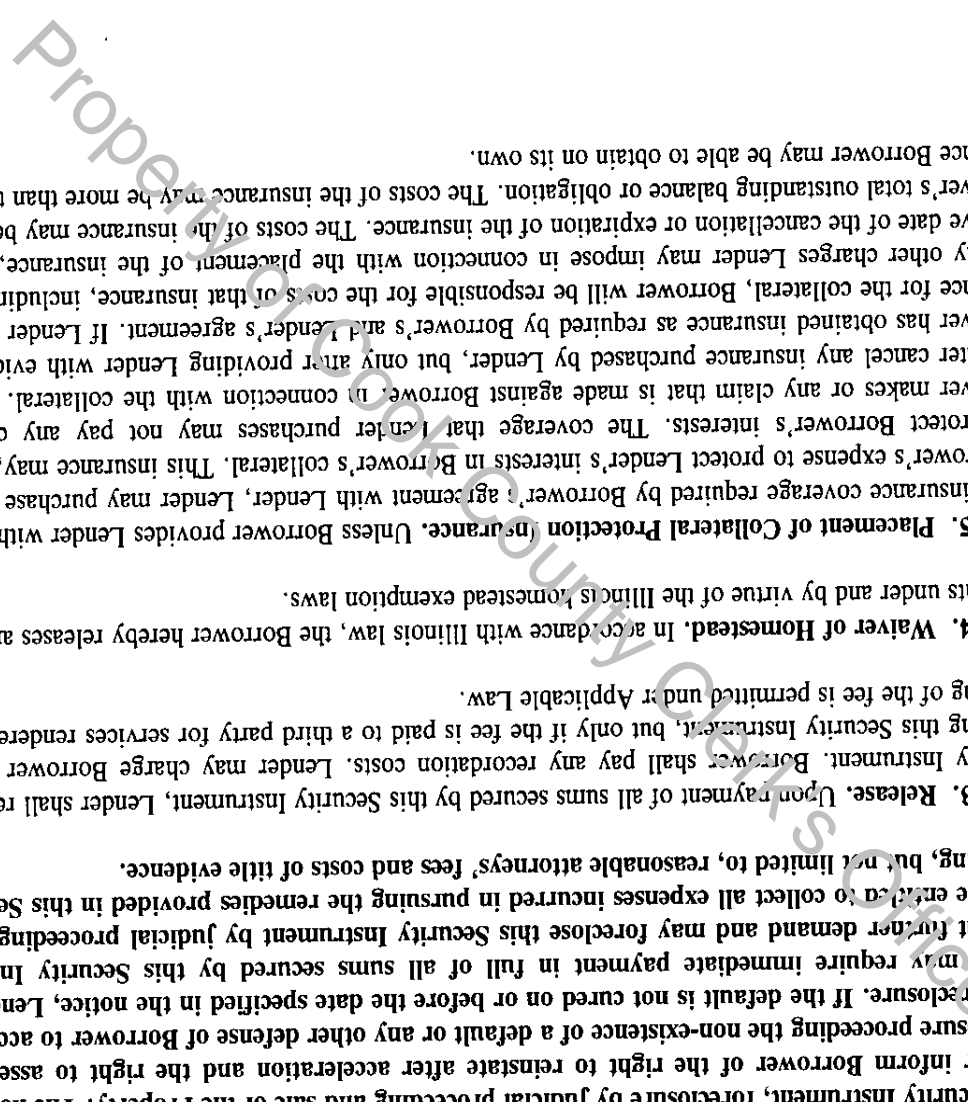 curity Instrument, foreclosure by judicial proceeding and sale of the Property.
r inform Borrower of the right to reinstate after acceleration and the right to asse
sure proceeding the non-existence of a default or any other defense of Borrower to acc
reclosure. If the default is not cured on or before the date specified in the notice, Len
may require immediate payment in full of all sums secured by this Security In
t further demand and may foreclose this Security Instrument by judicial proceeding
e entitled to collect all expenses incurred in pursuing the remedies provided in this Se
ng, but not limited to, reasonable attorneys' fees and costs of title evidence.
3. Release. Upon payment of all sums secured by this Security Instrument, Lender shall re
y Instrument. Borrower shall pay any recordation costs. Lender may charge Borrower
ng this Security Instrument, but only if the fee is paid to a third party for services rendere
ng of the fee is permitted under Applicable Law.
4. Waiver of Homestead. In accordance with Illinois law, the Borrower hereby releases a
hts under and by virtue of the Illinois homestead exemption laws.
5. Placement of Collateral Protection Insurance. Unless Borrower provides Lender with
insurance coverage required by Borrower's agreement with Lender, Lender may purchase
rower's expense to protect Lender's interests in Borrower's collateral. This insurance may,
rotect Borrower's interests. The coverage that Lender purchases may not pay any c
ver makes or any claim that is made against Borrower in connection with the collateral.
ter cancel any insurance purchased by Lender, but only after providing Lender with evid
ver has obtained insurance as required by Borrower's and Lender's agreement. If Lender
nce for the collateral, Borrower will be responsible for the costs of that insurance, includin
y other charges Lender may impose in connection with the placement of the insurance,
ve date of the cancellation or expiration of the insurance. The costs of the insurance may be
ver's total outstanding balance or obligation. The costs of the insurance may be more than t
nce Borrower may be able to obtain on its own.
Property of Cook County Clerk's Office